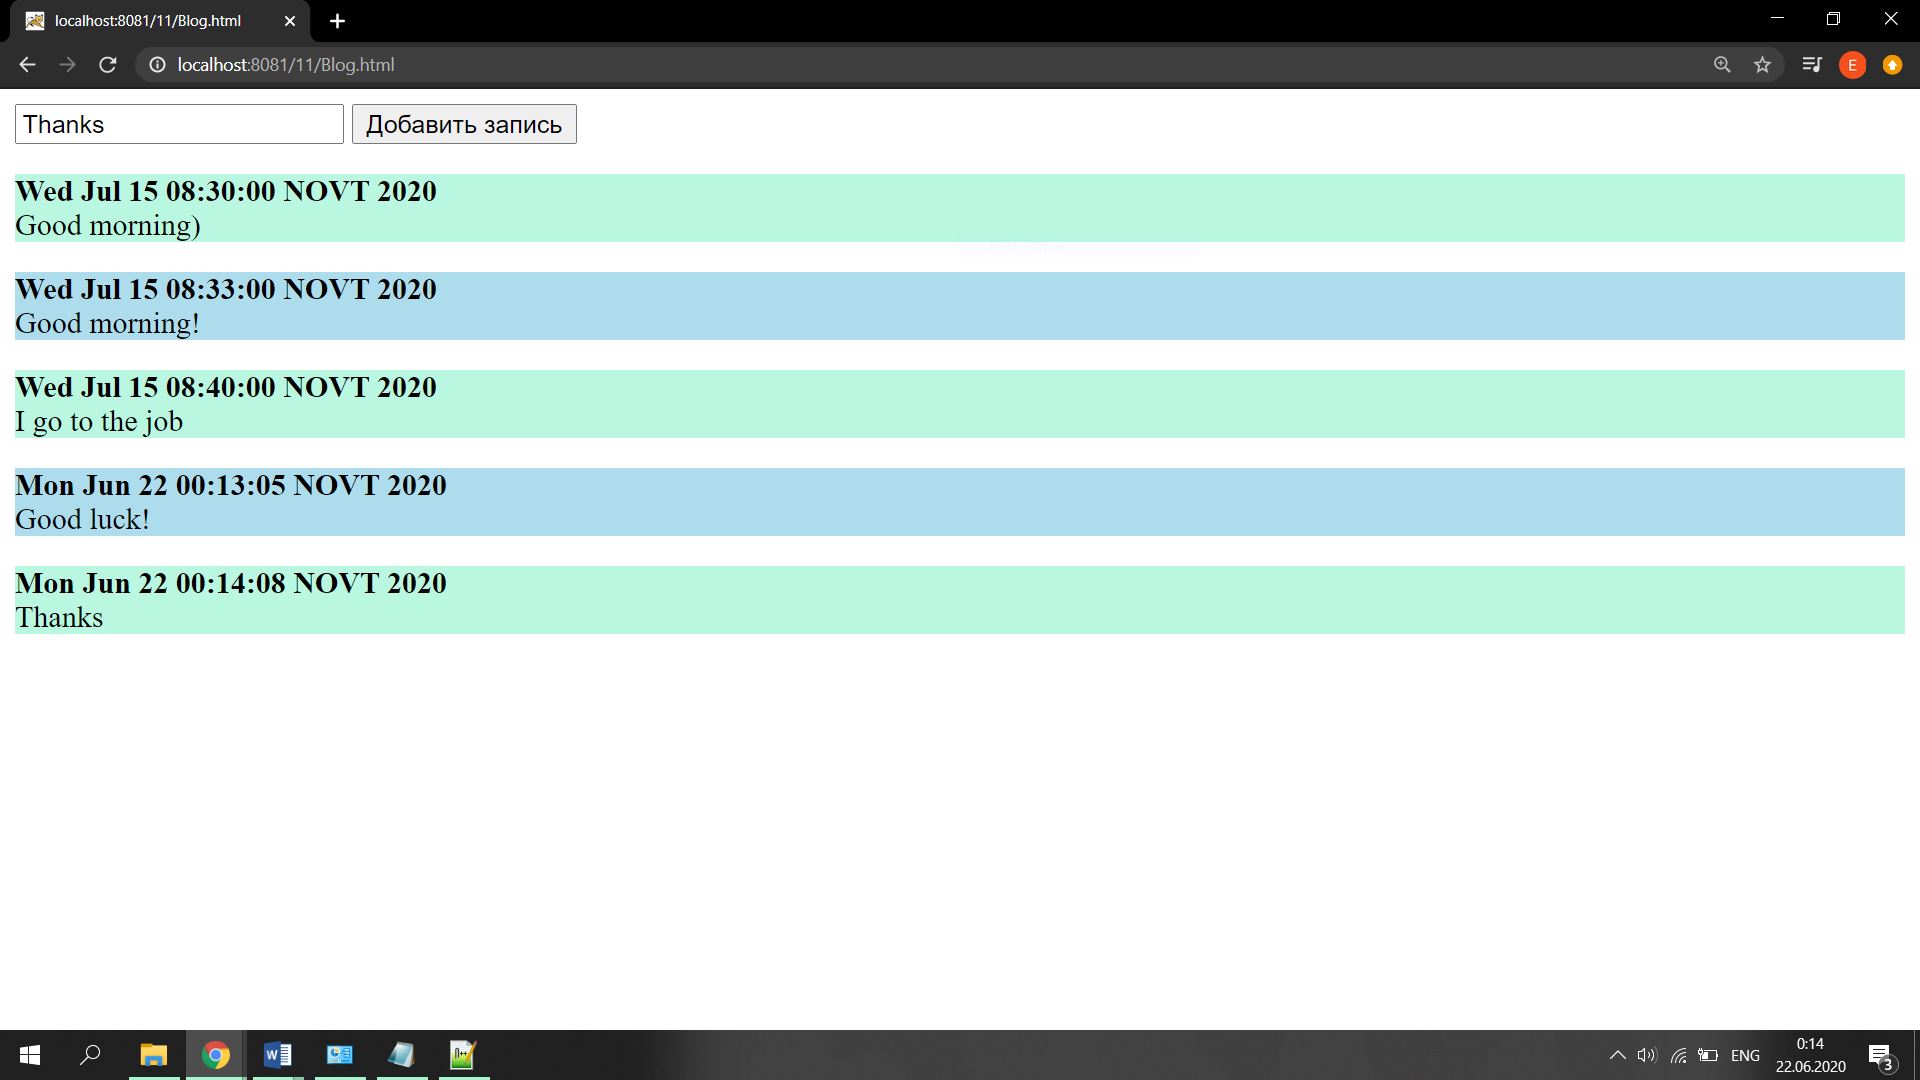 localhost:8081/11/Blog.html
localhost:8081/11/Blog.html
E
Thanks
Добавить запись
Wed Jul 15 08:30:00 NOVT 2020
Good morning)
Wed Jul 15 08:33:00 NOVT 2020
Good morning!
Wed Jul 15 08:40:00 NOVT 2020
I go to the job
Mon Jun 22 00:13:05 NOVT 2020
Good luck!
Mon Jun 22 00:14:08 NOVT 2020
Thanks
ENG
0:14
22.06.2020
3